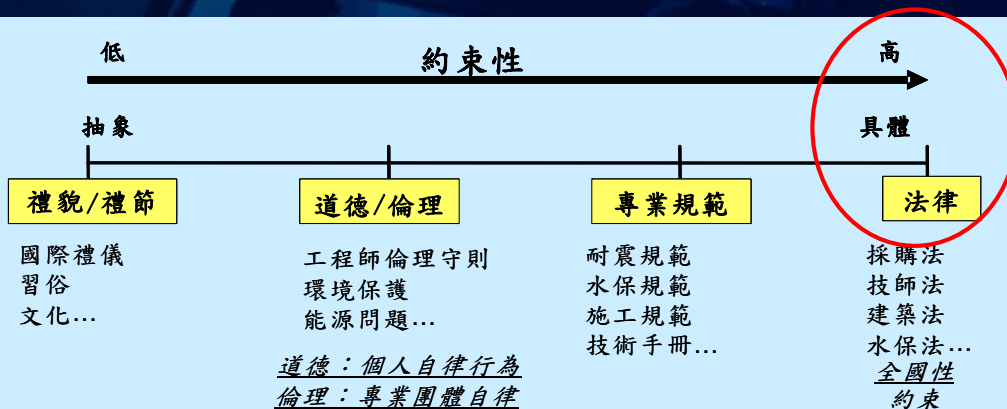 低 約束性 高
抽象 具體
禮貌/禮節 道德/倫理 專業規範 法律
國際禮儀 工程師倫理守則 耐震規範 採購法
習俗 環境保護 水保規範 技師法
文化... 能源問題... 施工規範 建築法
技術手冊... 水保法...
道德：個人自律行為 全國性
倫理：專業團體自律 約束